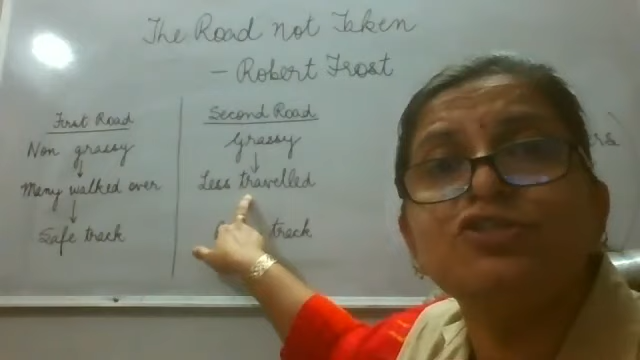 The Road not Taken
- Robert Frost
First Road
Non grassy
Many walked over
Safe track
Second Road
Grassy
Less travelled
track